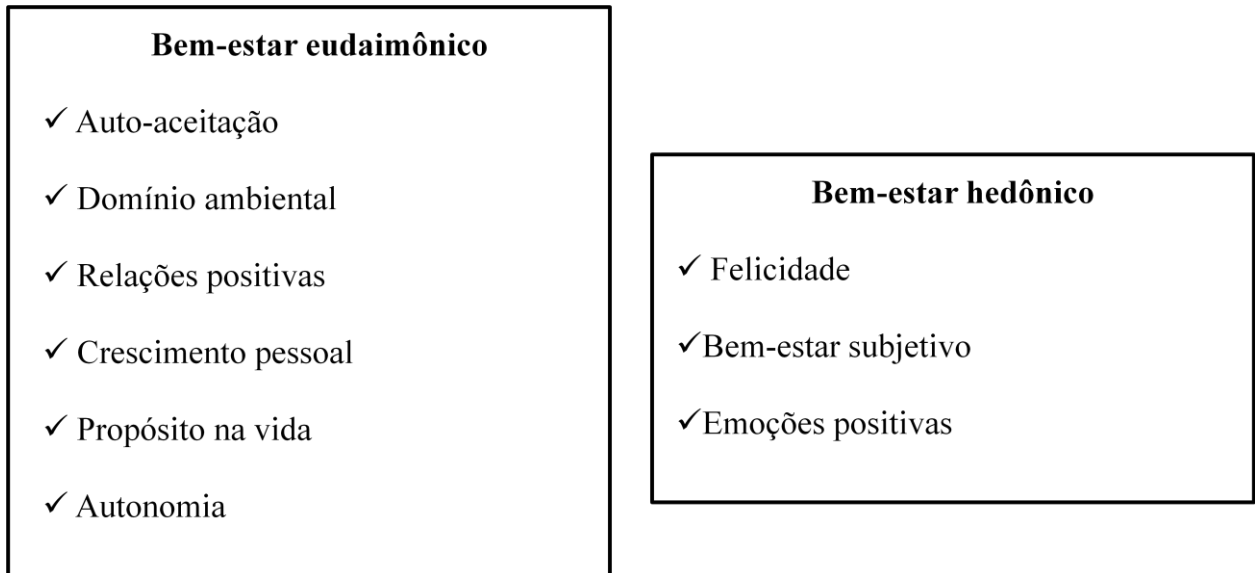 Bem-estar eudaimônico
✓ Auto-aceitação
✓ Domínio ambiental
✓ Relações positivas
✓ Crescimento pessoal
✓ Propósito na vida
✓ Autonomia
Bem-estar hedônico
✓ Felicidade
✓Bem-estar subjetivo
✓Emoções positivas